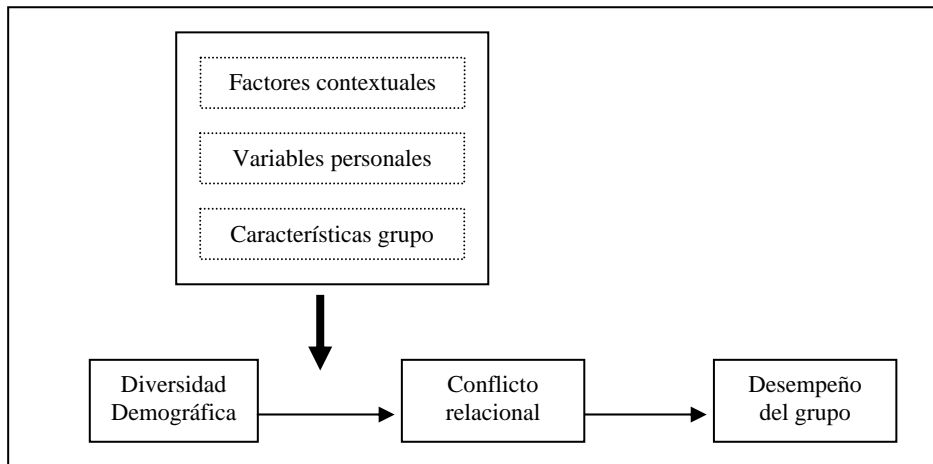 Factores contextuales
Variables personales
Características grupo
Diversidad
Demográfica
Conflicto
relacional
Desempeño
del grupo